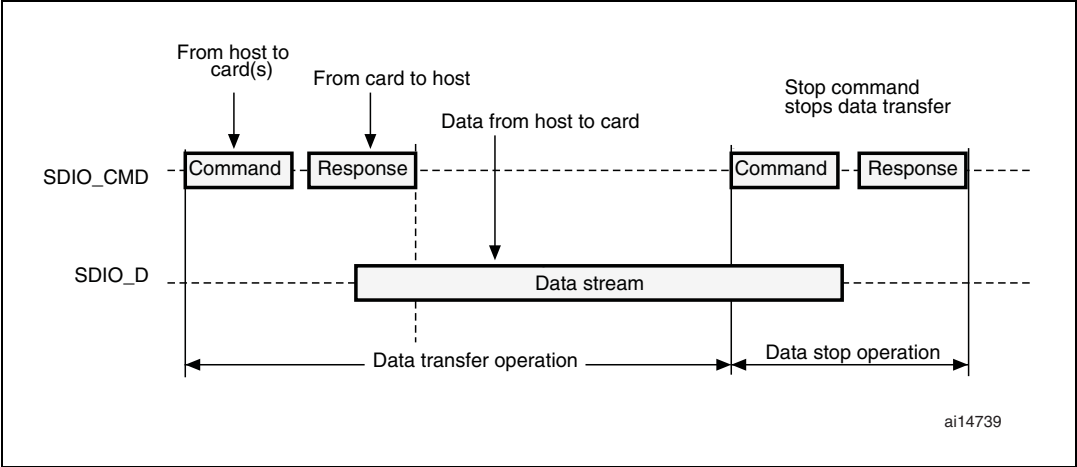 From host to
card(s)
From card to host
Stop command
stops data transfer
Data from host to card
SDIO_CMD
Command
Response
Command
Response
SDIO_D
Data stream
Data transfer operation
Data stop operation
ai14739